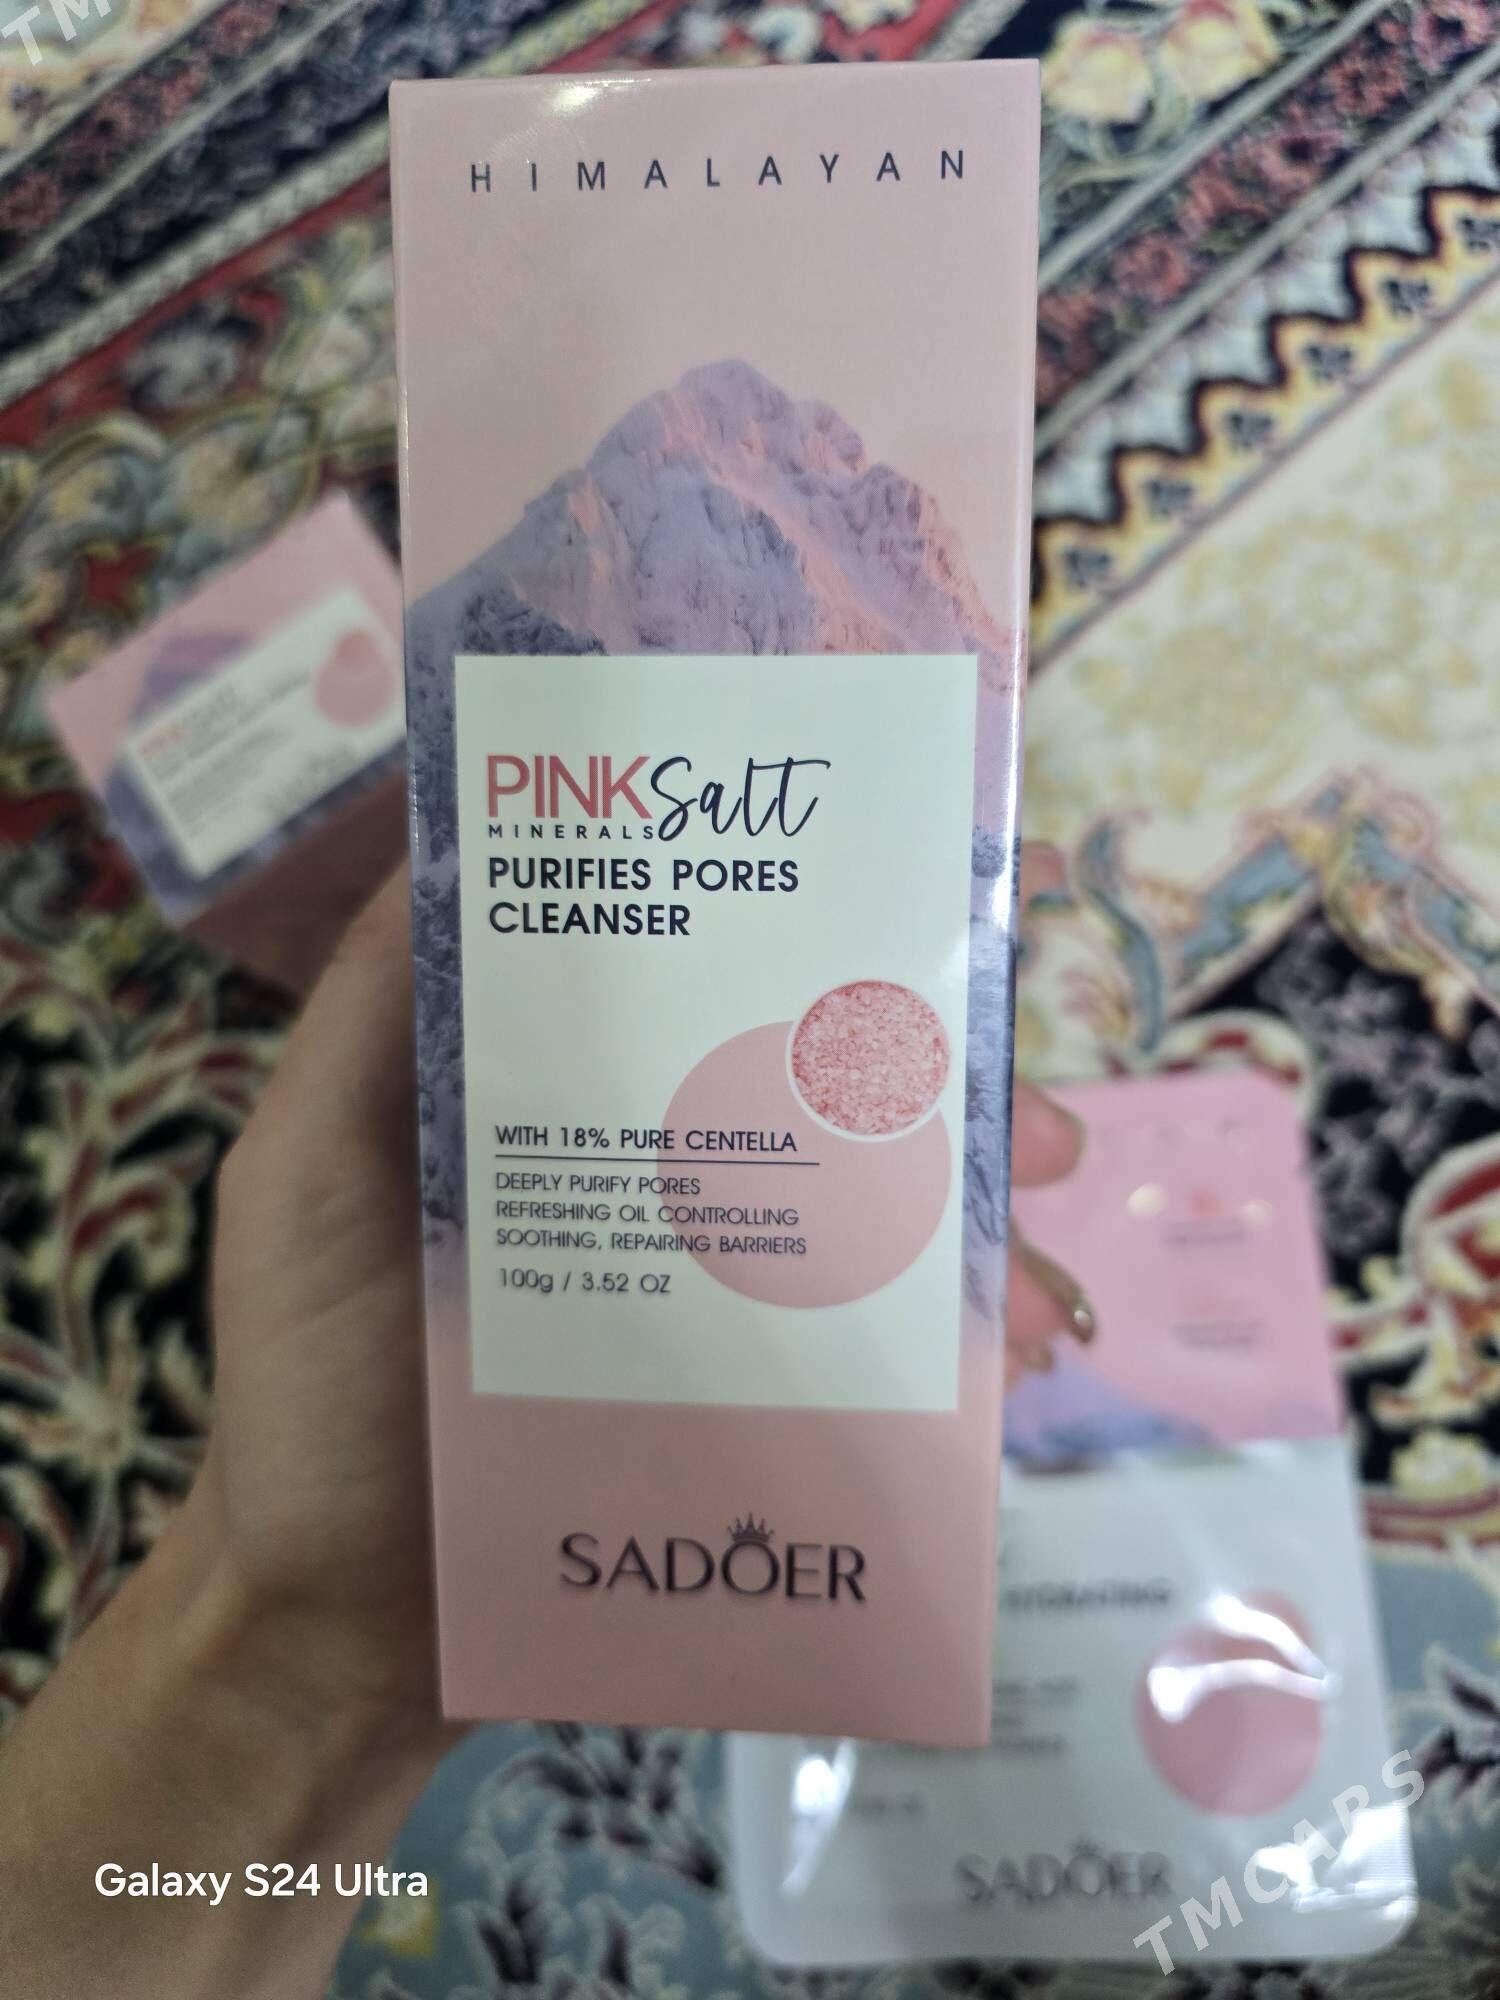 HIMALAYAN
PINK Salt
MINERALS
PURIFIES PORES
CLEANSER
WITH 18% PURE CENTELLA
DEEPLY PURIFY PORES
REFRESHING OIL CONTROLLING
SOOTHING, REPAIRING BARRIERS
100g / 3.52 OZ
SADOER
SADOER
Galaxy S24 Ultra
TMCARS